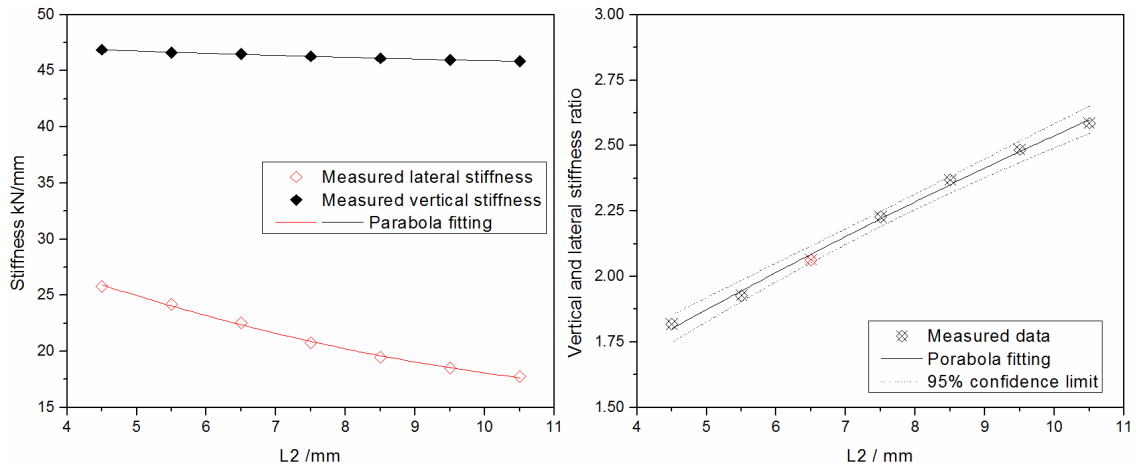 50
45
40
35
30
25
20
15
4 5 6 7 8 9 10 11
Stiffness kN/mm
L2 /mm
Measured lateral stiffness
Measured vertical stiffness
Parabola fitting
3.00
2.75
2.50
2.25
2.00
1.75
1.50
4 5 6 7 8 9 10 11
Vertical and lateral stiffness ratio
L2 / mm
Measured data
Porabola fitting
95% confidence limit